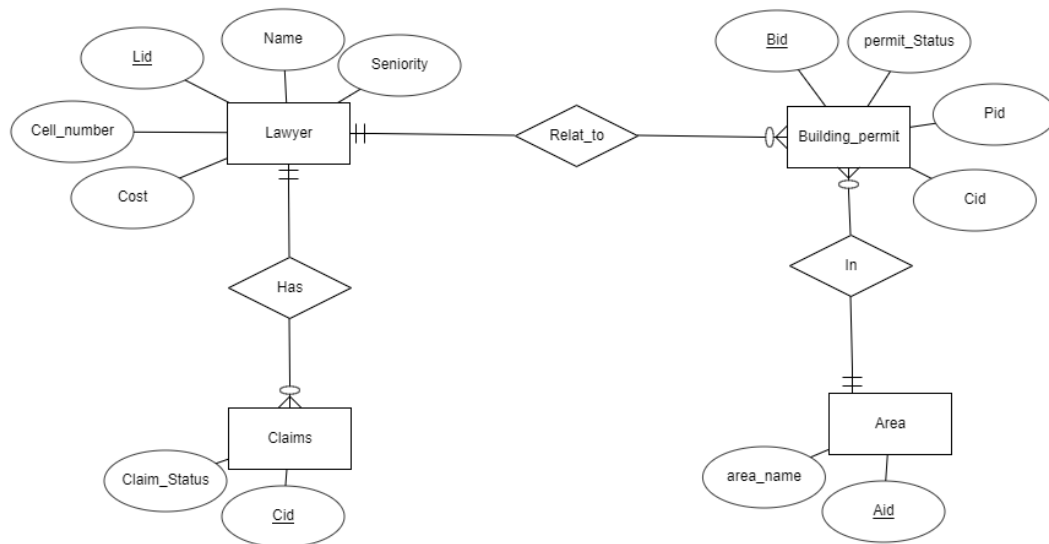 Name
Bid
permit_Status
Lid
Seniority
Pid
Cell_number
Lawyer
Relat_to
Building_permit
Cost
Cid
In
Has
Area
Claims
area_name
Claim_Status
Aid
Cid